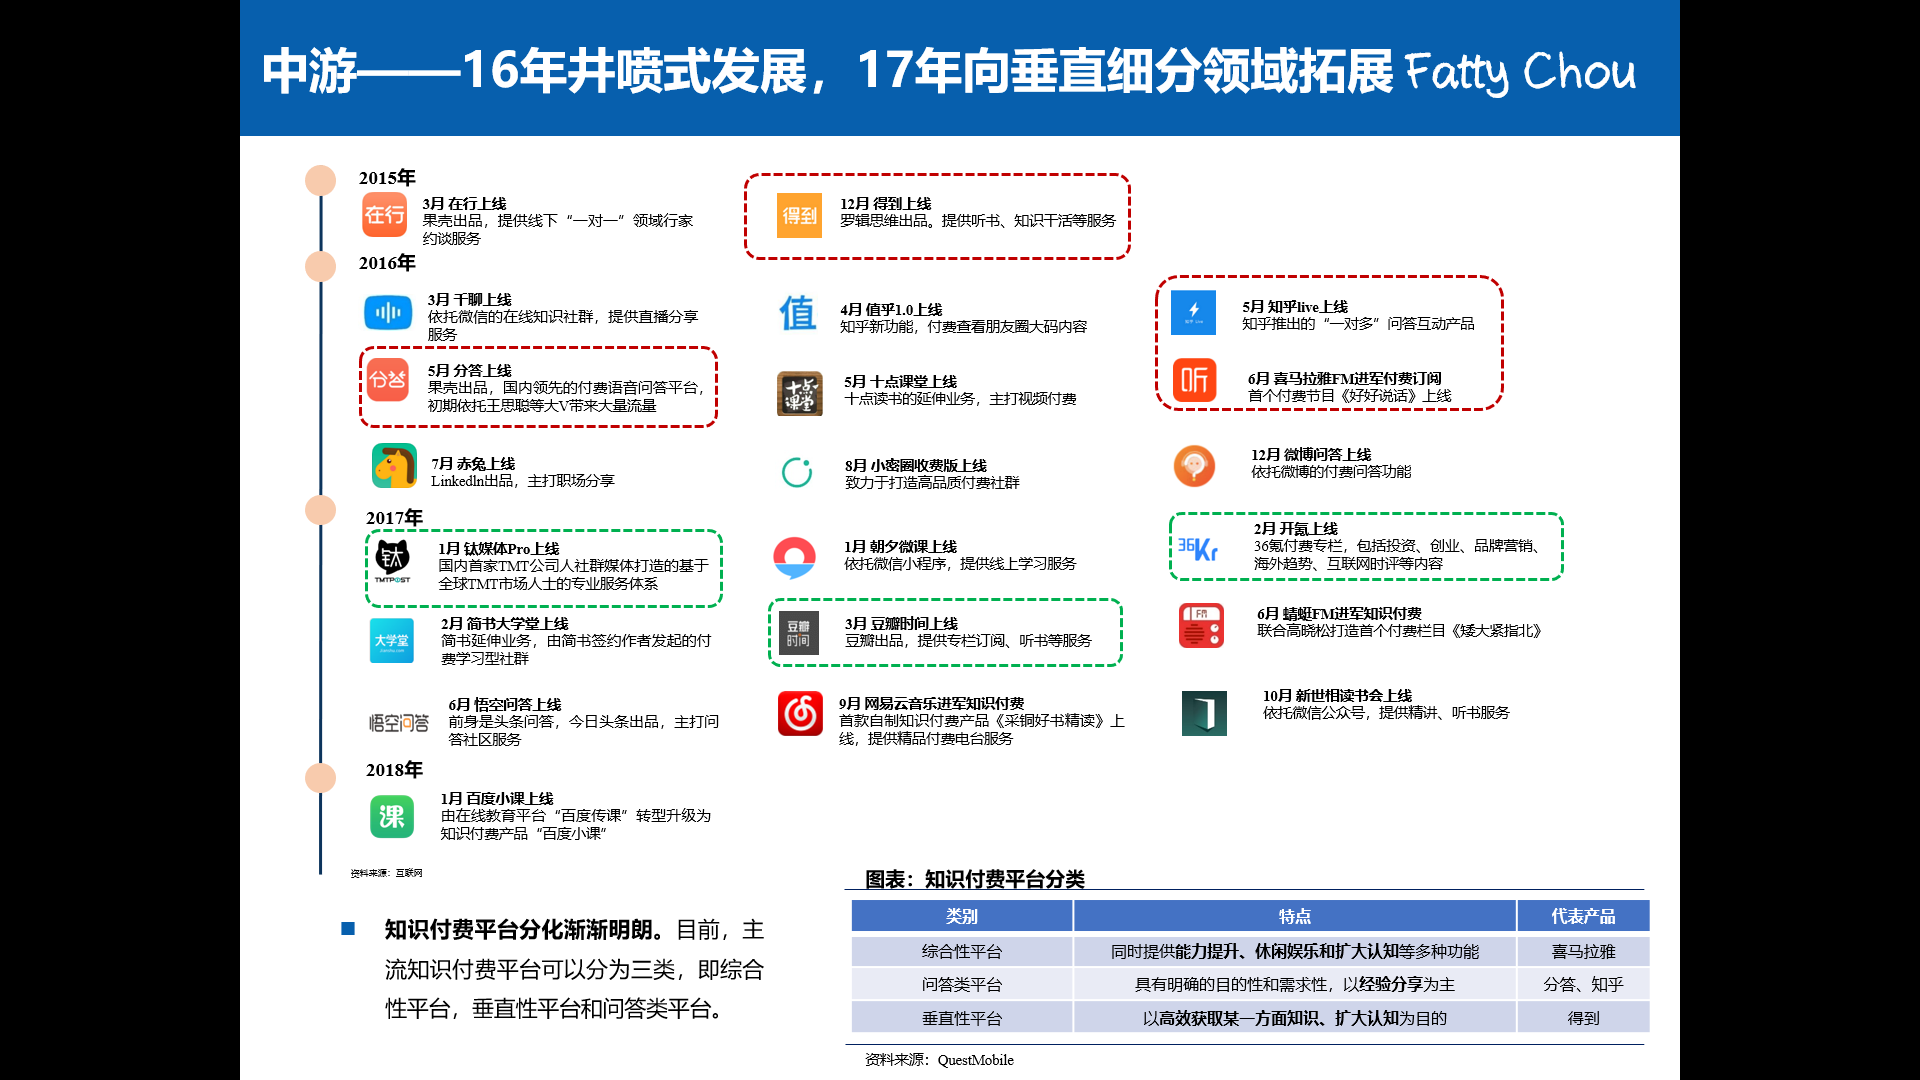 中游——16年井喷式发展，17年向垂直细分领域拓展 Fatty Chou
2015年
在行
3月 在行上线
果壳出品，提供线下“一对一”领域行家
约谈服务
得到
12月 得到上线
罗辑思维出品。提供听书、知识干活等服务
2016年
3月 千聊上线
依托微信的在线知识社群，提供直播分享
服务
值
4月 值乎1.0上线
知乎新功能，付费查看朋友圈大码内容
5月 知乎live上线
知乎推出的“一对多”问答互动产品
分答
5月 分答上线
果壳出品，国内领先的付费语音问答平台，
初期依托王思聪等大V带来大量流量
十点课堂
5月 十点课堂上线
十点读书的延伸业务，主打视频付费
听
6月 喜马拉雅FM进军付费订阅
首个付费节目《好好说话》上线
7月 赤兔上线
Linkedln出品，主打职场分享
8月 小密圈收费版上线
致力于打造高品质付费社群
12月 微博问答上线
依托微博的付费问答功能
2017年
钛
TMTPOST
1月 钛媒体Pro上线
国内首家TMT公司人社群媒体打造的基于
全球TMT市场人士的专业服务体系
1月 朝夕微课上线
依托微信小程序，提供线上学习服务
36Kr
2月 开氪上线
36氪付费专栏，包括投资、创业、品牌营销、
海外趋势、互联网时评等内容
大学堂
2月 简书大学堂上线
简书延伸业务，由简书签约作者发起的付
费学习型社群
豆瓣
时间
3月 豆瓣时间上线
豆瓣出品，提供专栏订阅、听书等服务
FM
6月 蜻蜓FM进军知识付费
联合高晓松打造首个付费栏目《矮大紧指北》
悟空问答
6月 悟空问答上线
前身是头条问答，今日头条出品，主打问
答社区服务
9月 网易云音乐进军知识付费
首款自制知识付费产品《采铜好书精读》上
线，提供精品付费电台服务
10月 新世相读书会上线
依托微信公众号，提供精讲、听书服务
2018年
课
1月 百度小课上线
由在线教育平台“百度传课”转型升级为
知识付费产品“百度小课”
资料来源：互联网
知识付费平台分化渐渐明朗。目前，主
流知识付费平台可以分为三类，即综合
性平台，垂直性平台和问答类平台。
图表：知识付费平台分类
类别 特点 代表产品
综合性平台 同时提供能力提升、休闲娱乐和扩大认知等多种功能 喜马拉雅
问答类平台 具有明确的目的性和需求性，以经验分享为主 分答、知乎
垂直性平台 以高效获取某一方面知识、扩大认知为目的 得到
资料来源：QuestMobile